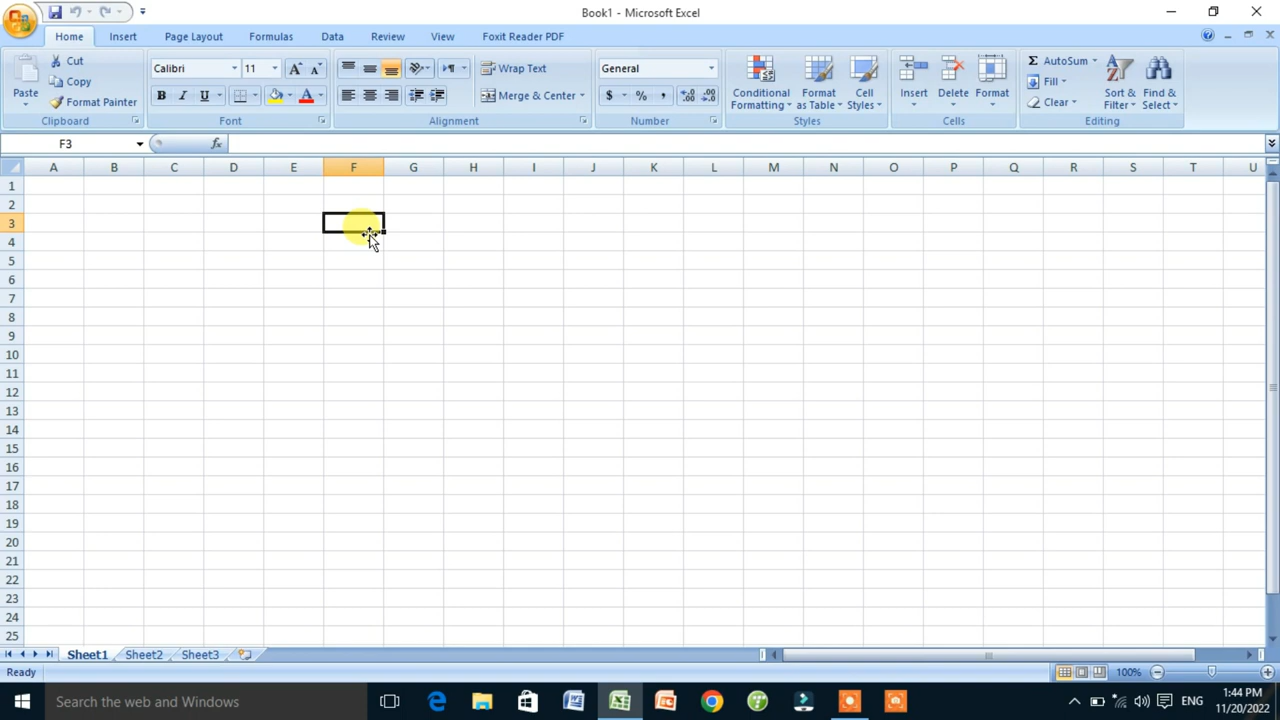 Book1 - Microsoft Excel
Home Insert Page Layout Formulas Data Review View Foxit Reader PDF
Cut
Copy
Format Painter
Paste
Clipboard
Calibri 11
B I U A
Font
Wrap Text
Merge & Center
Alignment
General
$ % ,
Number
Conditional Formatting
Format as Table
Cell Styles
Styles
Insert Delete Format
Cells
AutoSum
Fill
Clear
Sort & Filter
Find & Select
Editing
F3 fx
A B C D E F G H I J K L M N O P Q R S T U
1
2
3
4
5
6
7
8
9
10
11
12
13
14
15
16
17
18
19
20
21
22
23
24
25
Sheet1 Sheet2 Sheet3
Ready 100%
Search the web and Windows
ENG
1:44 PM
11/20/2022